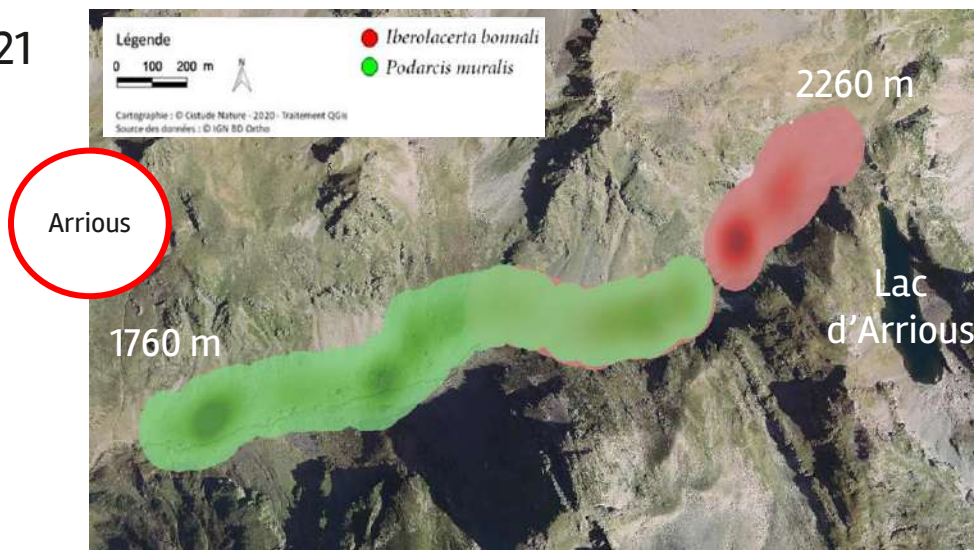 21
Légende
0 100 200 m
N
Iberolacerta bonnali
Podarcis muralis
Cartographie : © Cistude Nature - 2020 - Traitement QGis
Source des données : © IGN BD Ortho
2260 m
Arrious
Lac
d'Arrious
1760 m